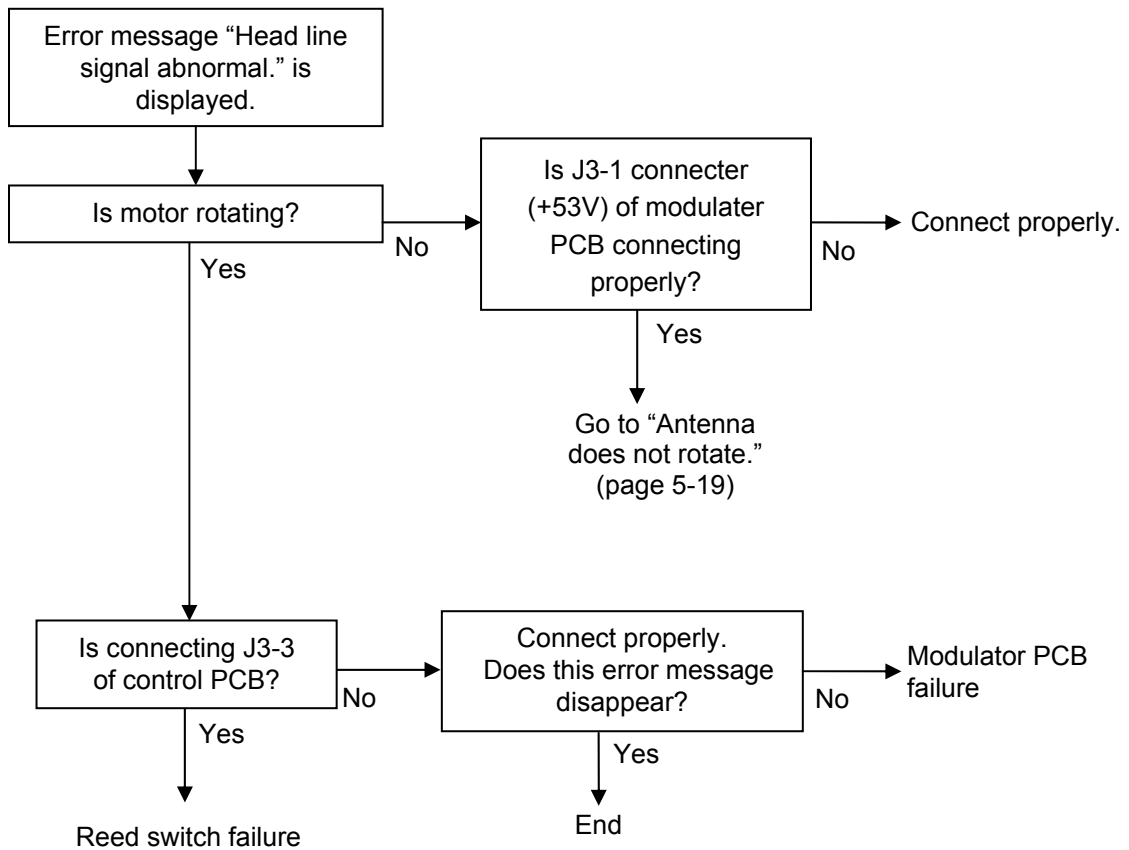 Error message “Head line
signal abnormal.” is
displayed.
Is motor rotating?
No
Yes
Is J3-1 connecter
(+53V) of modulater
PCB connecting
properly?
No
Connect properly.
Yes
Go to “Antenna
does not rotate.”
(page 5-19)
Is connecting J3-3
of control PCB?
No
Yes
Reed switch failure
Connect properly.
Does this error message
disappear?
No
Modulator PCB
failure
Yes
End